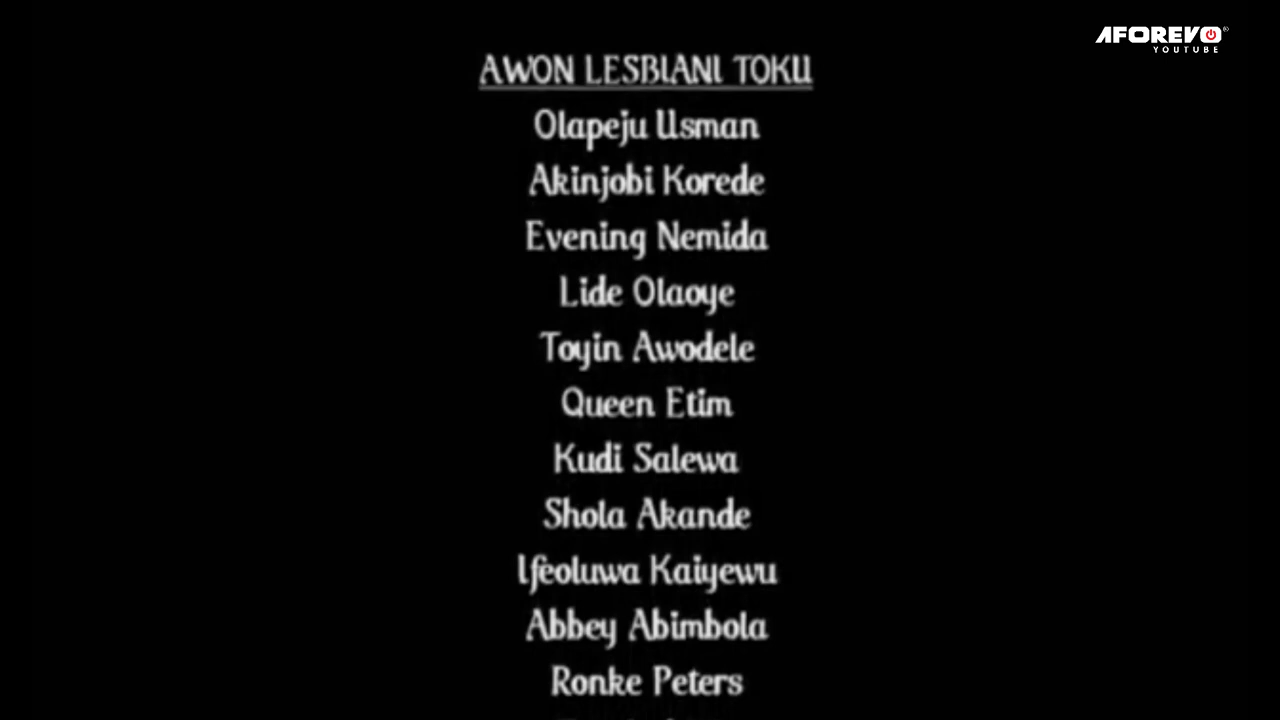 AFOREVO
YOUTUBE
AWON LESBIANI TOKU
Olapeju Usman
Akinjobi Korede
Evening Nemida
Lide Olaoye
Toyin Awodele
Queen Etim
Kudi Salewa
Shola Akande
Ifeoluwa Kaiyewu
Abbey Abimbola
Ronke Peters